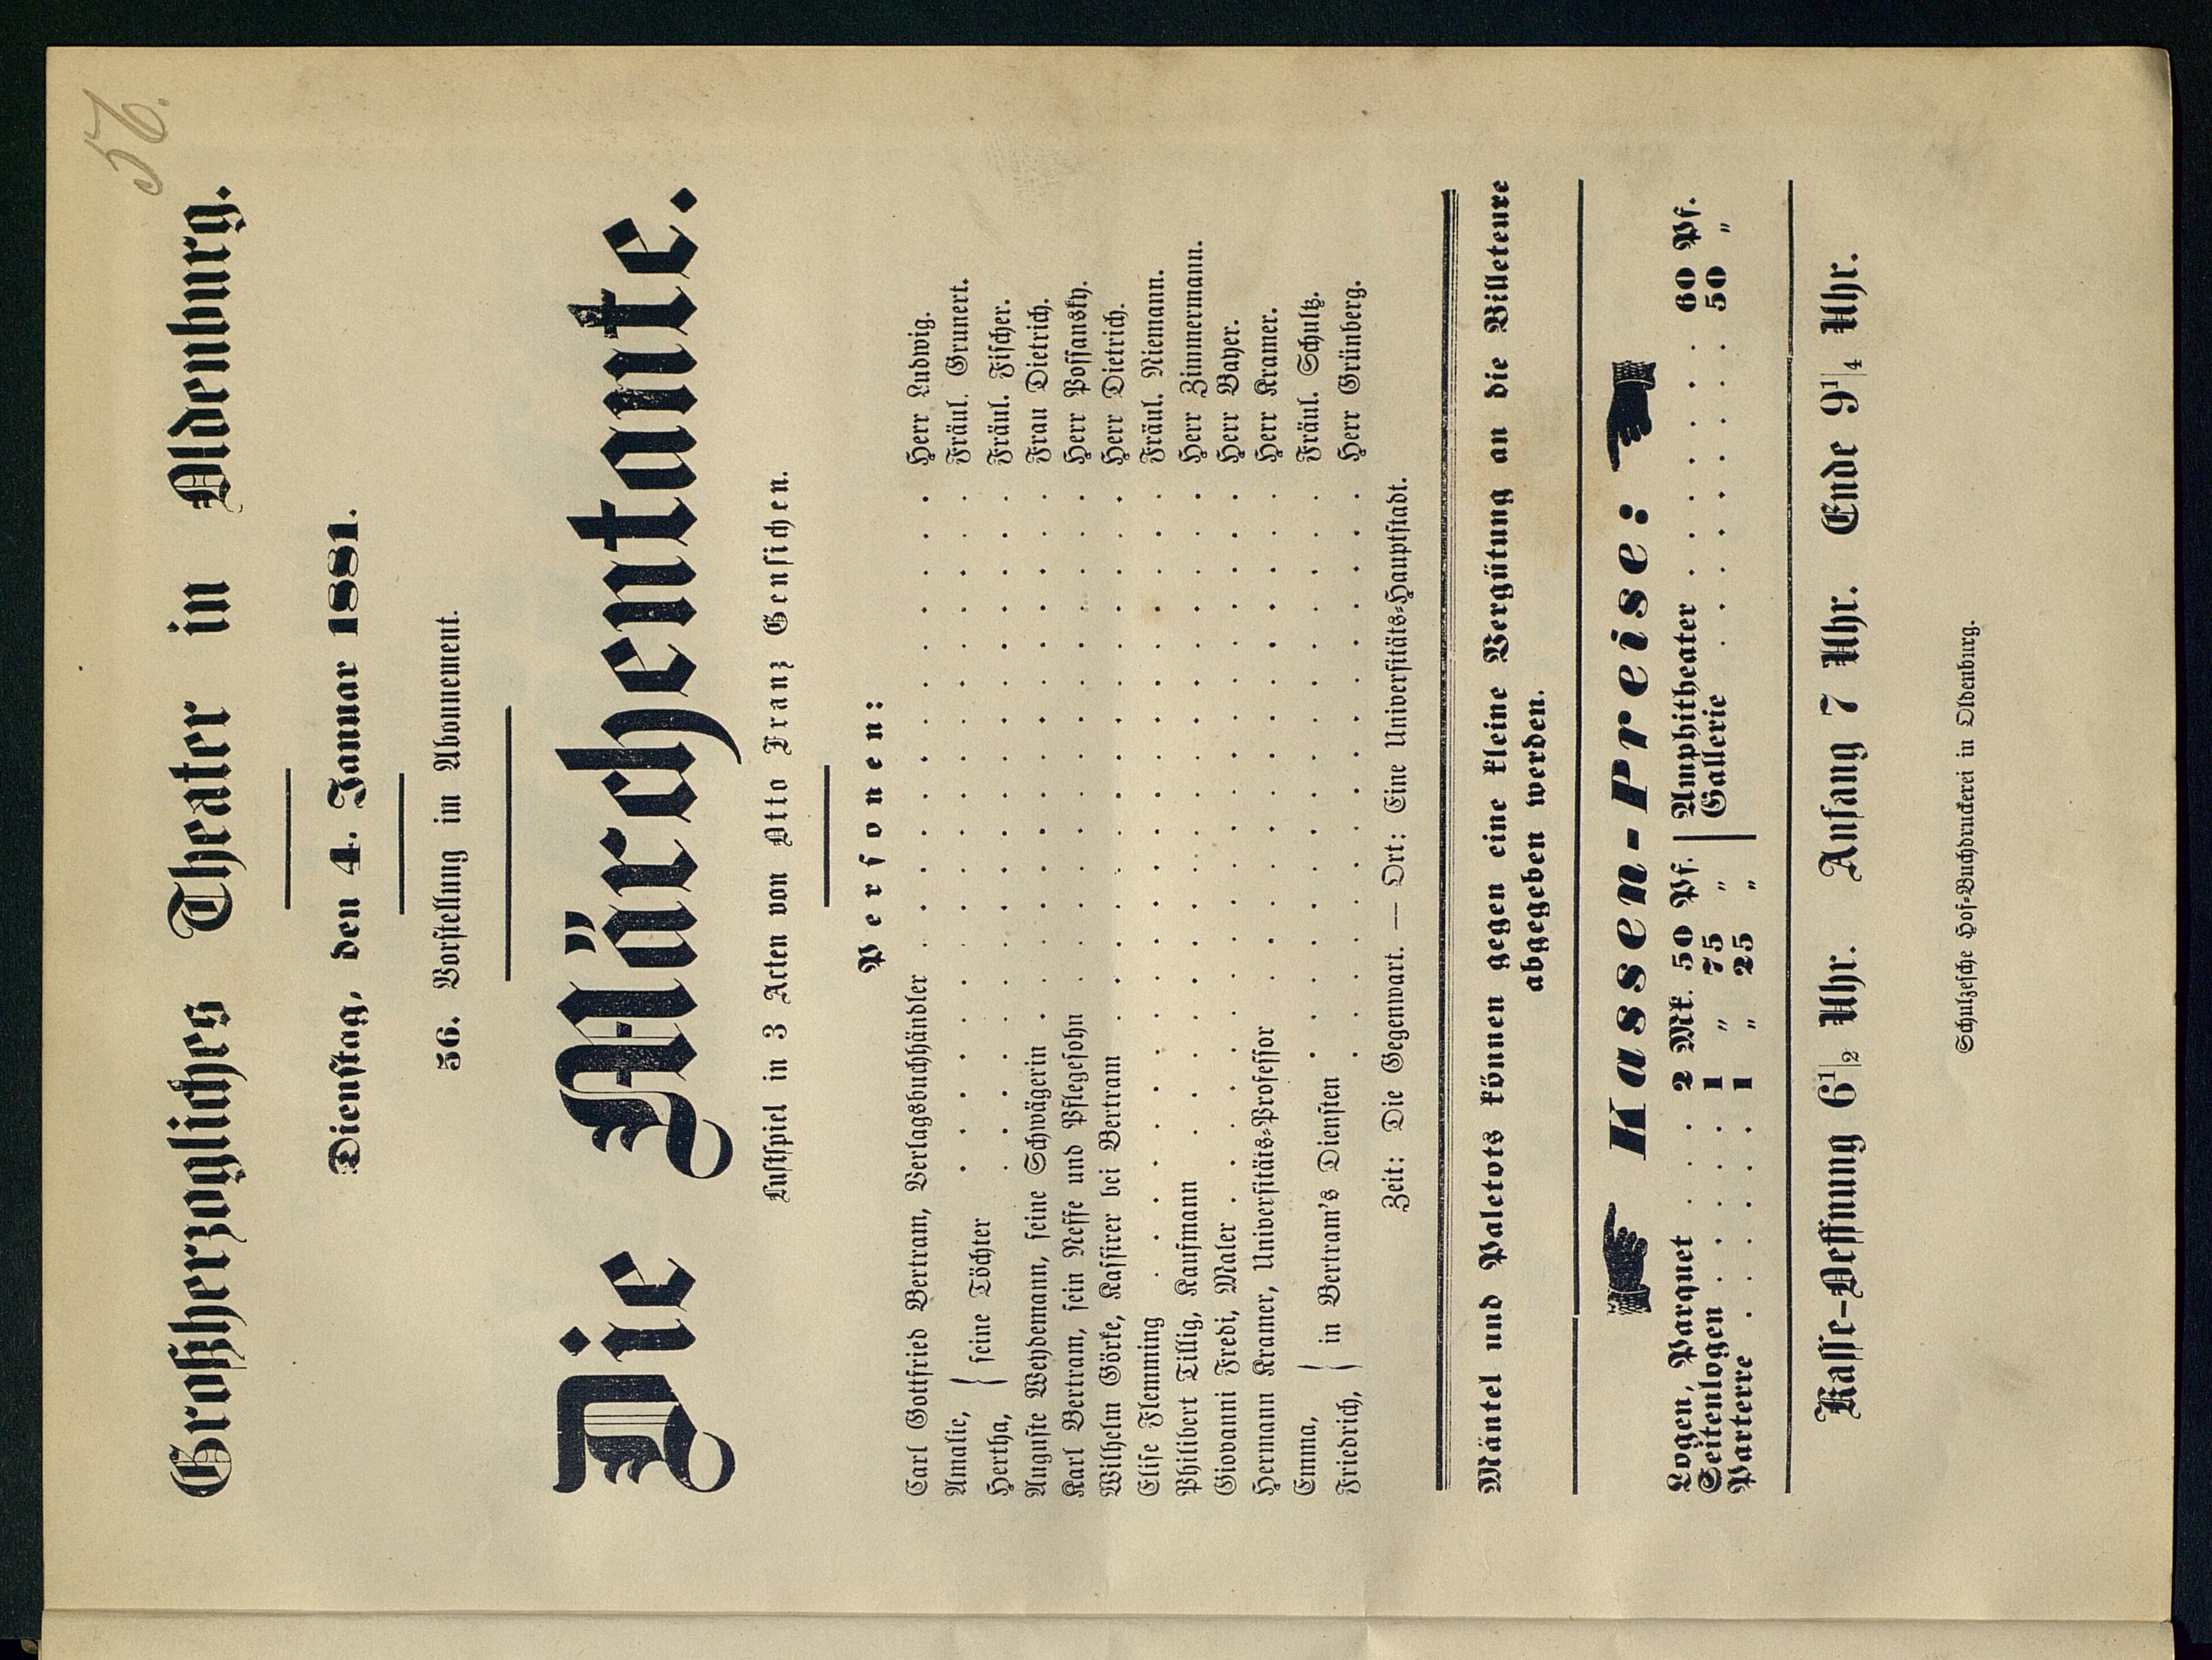 56.
Großherzogliches Theater in Oldenburg.
Dienstag, den 4. Januar 1881.
56. Vorstellung im Abonnement.
Die Märchentante.
Lustspiel in 3 Acten von Otto Franz Gensichen.
Personen:
Carl Gottfried Bertram, Verlagsbuchhändler . . . . . . . . . . . . . Herr Ludwig.
Amalie, } seine Töchter . . . . . . . . . . . . . Fräul. Grunert.
Hertha, . . . . . . . . . . . . . Fräul. Fischer.
Auguste Weydemann, seine Schwägerin . . . . . . . . . . . . . Frau Dietrich.
Karl Bertram, sein Neffe und Pflegesohn . . . . . . . . . . . . . Herr Possansky.
Wilhelm Görke, Kassirer bei Bertram . . . . . . . . . . . . . Herr Dietrich.
Elise Flemming . . . . . . . . . . . . . Fräul. Niemann.
Philibert Tillig, Kaufmann . . . . . . . . . . . . . Herr Zimmermann.
Giovanni Fredi, Maler . . . . . . . . . . . . . Herr Bayer.
Hermann Kramer, Universitäts-Professor . . . . . . . . . . . . . Herr Kramer.
Emma, } in Bertram's Diensten . . . . . . . . . . . . . Fräul. Schultz.
Friedrich, . . . . . . . . . . . . . Herr Grünberg.
Zeit: Die Gegenwart. — Ort: Eine Universitäts-Hauptstadt.
Mäntel und Paletots können gegen eine kleine Vergütung an die Billeteure
abgegeben werden.
Kassen-Preise:
Logen, Parquet . . . 2 Mk. 50 Pf. | Amphitheater . . . . . . . 60 Pf.
Seitenlogen . . . . 1 „ 75 „ | Gallerie . . . . . . . . 50 „
Parterre . . . . . 1 „ 25 „
Kasse-Oeffnung 6 1/2 Uhr. Anfang 7 Uhr. Ende 9 1/4 Uhr.
Schulzesche Hof-Buchdruckerei in Oldenburg.